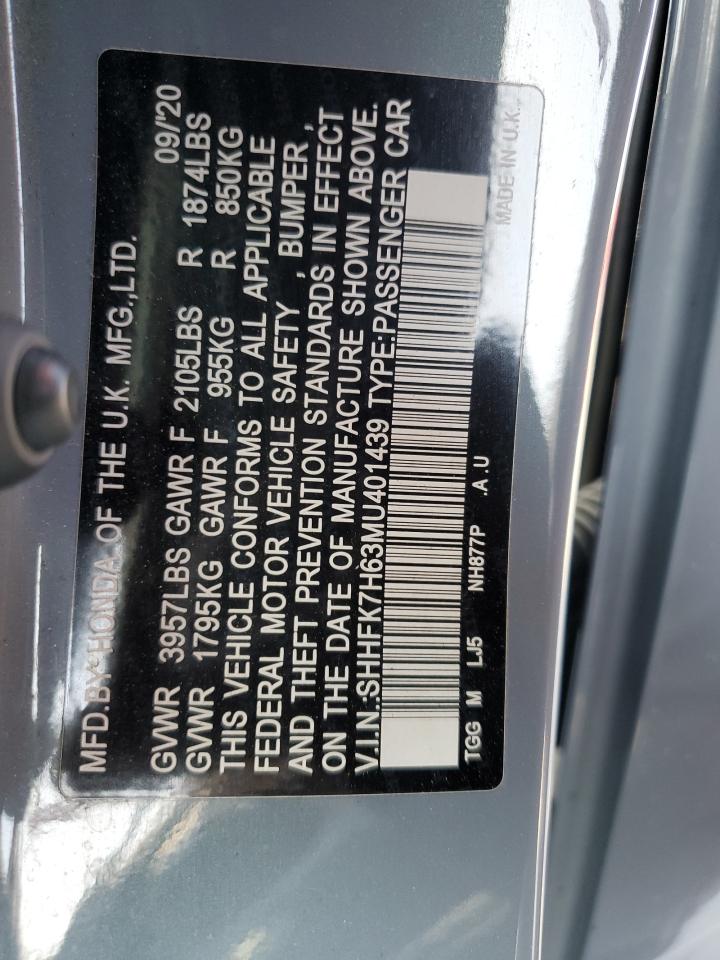 MFD.BY HONDA OF THE U.K. MFG.,LTD. 09/'20
GVWR 3957LBS GAWR F 2105LBS R 1874LBS
GVWR 1795KG GAWR F 955KG R 850KG
THIS VEHICLE CONFORMS TO ALL APPLICABLE
FEDERAL MOTOR VEHICLE SAFETY , BUMPER ,
AND THEFT PREVENTION STANDARDS IN EFFECT
ON THE DATE OF MANUFACTURE SHOWN ABOVE.
V.I.N.:SHHFK7H63MU401439 TYPE:PASSENGER CAR
TGG M LJ5 NH877P .A.U
MADE IN U.K.